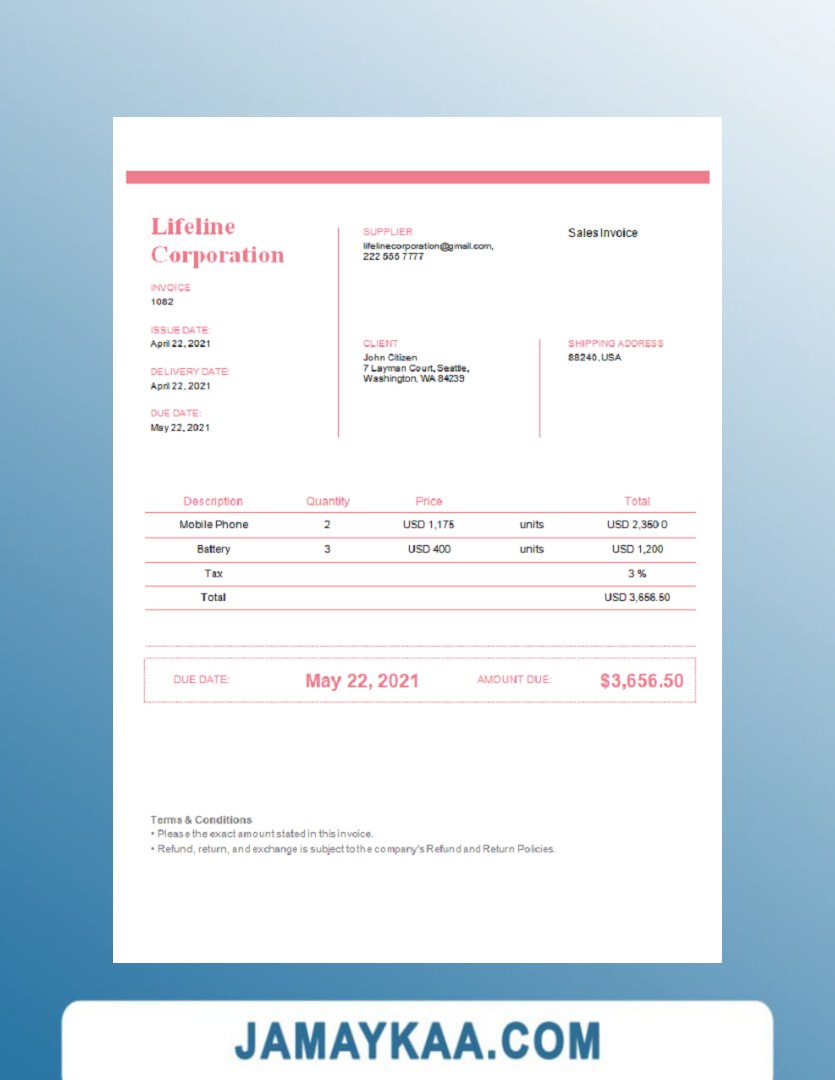 Lifeline
Corporation
INVOICE
1082
ISSUE DATE:
April 22, 2021
DELIVERY DATE:
April 22, 2021
DUE DATE:
May 22, 2021
SUPPLIER
lifelinecorporation@gmail.com,
222 555 7777
Sales Invoice
CLIENT
John Citizen
7 Layman Court, Seattle,
Washington, WA 84239
SHIPPING ADDRESS
88240, USA
Description Quantity Price Total
Mobile Phone 2 USD 1,175 units USD 2,350 0
Battery 3 USD 400 units USD 1,200
Tax 3 %
Total USD 3,656.50
DUE DATE: May 22, 2021 AMOUNT DUE: $3,656.50
Terms & Conditions
• Please the exact amount stated in this invoice.
• Refund, return, and exchange is subject to the company's Refund and Return Policies.
JAMAYKAA.COM